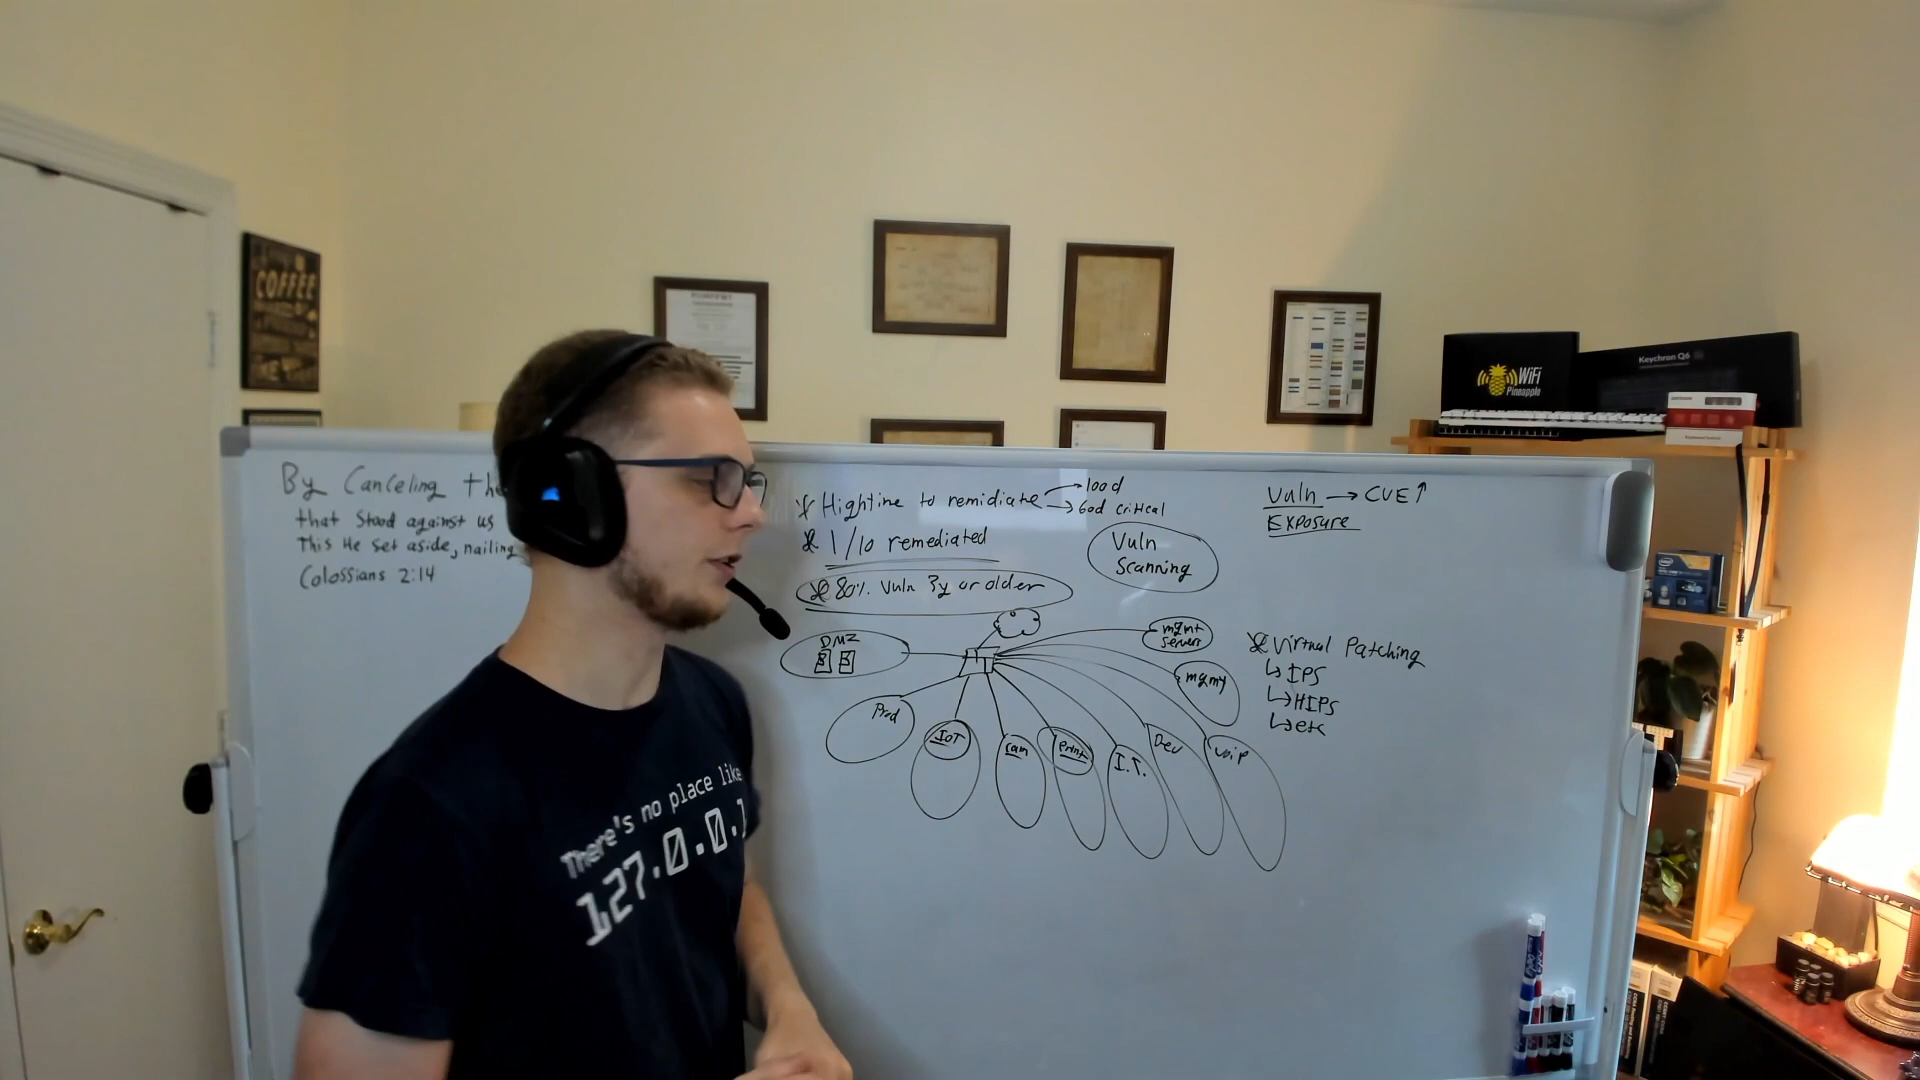 COFFEE
By Canceling the
that stood against us
This He set aside, nailing
Colossians 2:14
Hightime to remidiate → 100d
→ 60d critical
1/10 remediated
80% Vuln 3y or older
Vuln
Scanning
Vuln → CVE ↑
Exposure
DMZ
mgmt
servers
mgmt
Prod
IoT
cam
Print
I.T.
Dev
VoiP
Virtual Patching
↳ IPS
↳ HIPS
↳ etc
There's no place like
127.0.0.1
WiFi
Pineapple
Keychron Q6